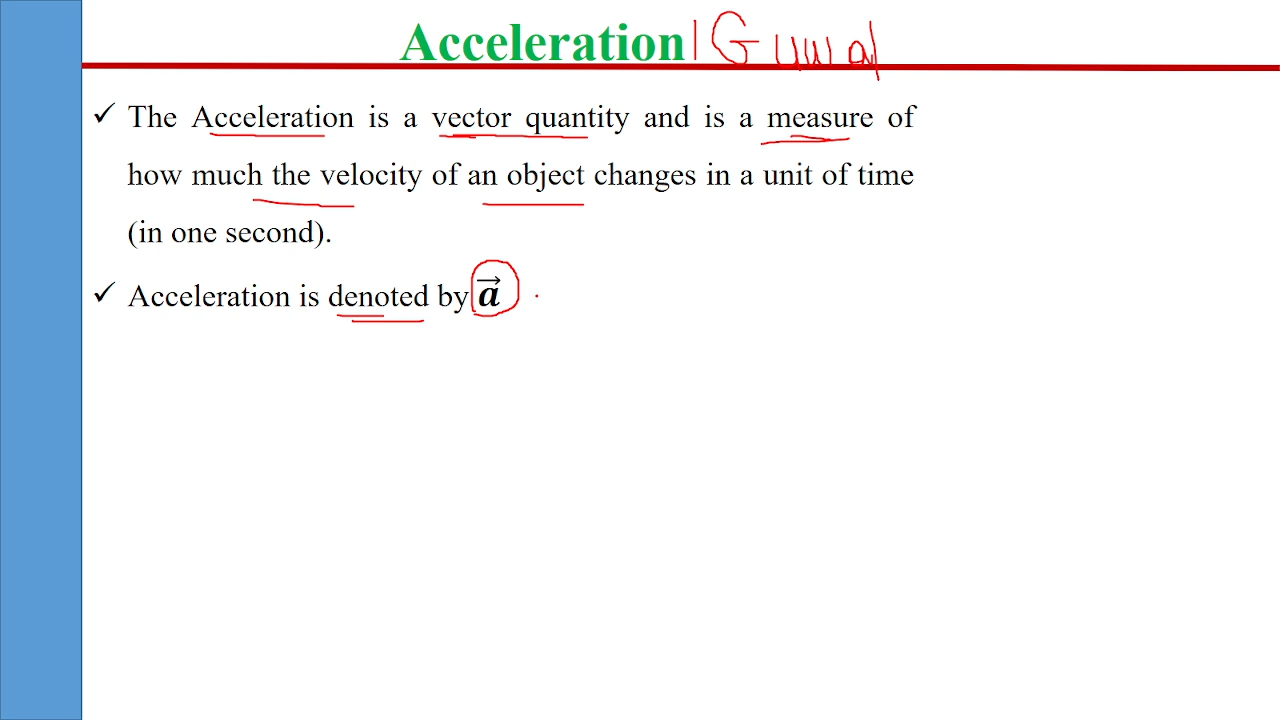 Acceleration|
✓ The Acceleration is a vector quantity and is a measure of
how much the velocity of an object changes in a unit of time
(in one second).
✓ Acceleration is denoted by a⃗